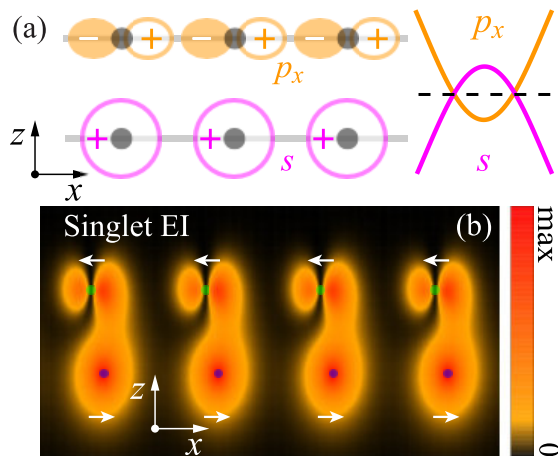 (a)
− + − + − +
p_x
p_x
+ + +
s
s
z
x
Singlet EI
(b)
z
x
max
0